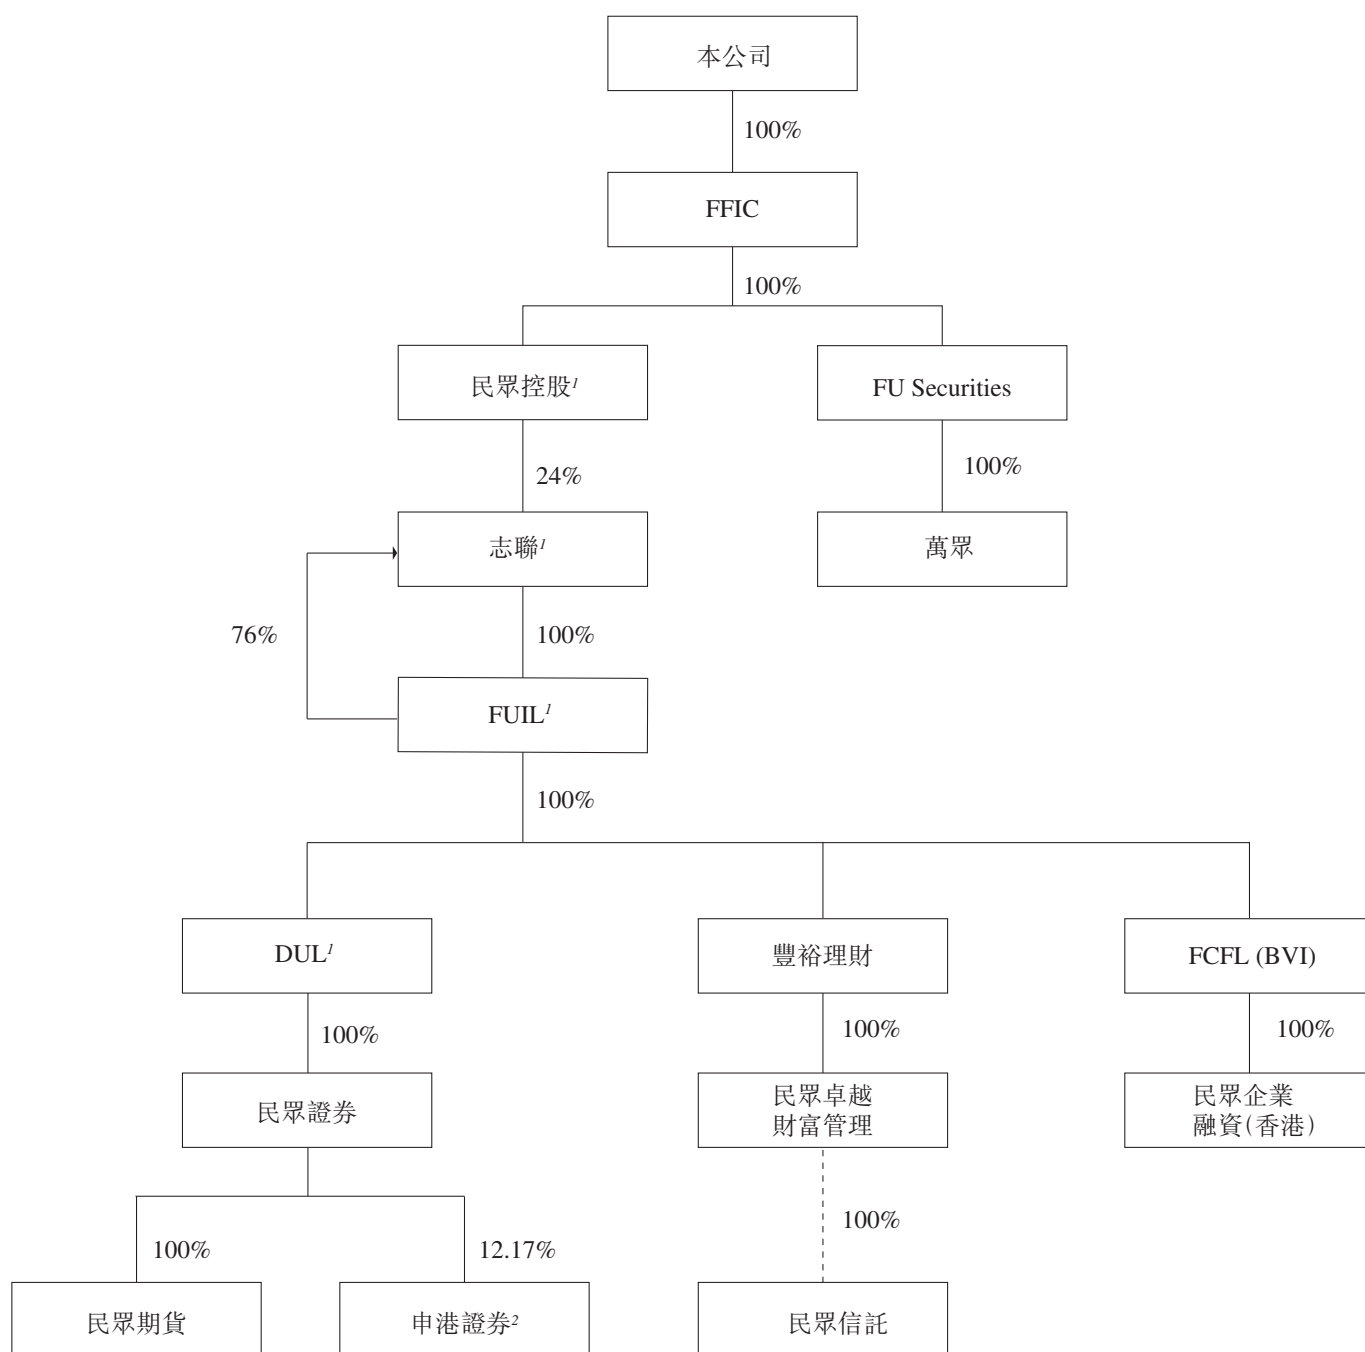 本公司
100%
FFIC
100%
民眾控股1
FU Securities
24%
100%
志聯1
萬眾
76%
100%
FUIL1
100%
DUL1
豐裕理財
FCFL (BVI)
100%
100%
100%
民眾證券
民眾卓越
財富管理
民眾企業
融資(香港)
100%
12.17%
100%
民眾期貨
申港證券2
民眾信託